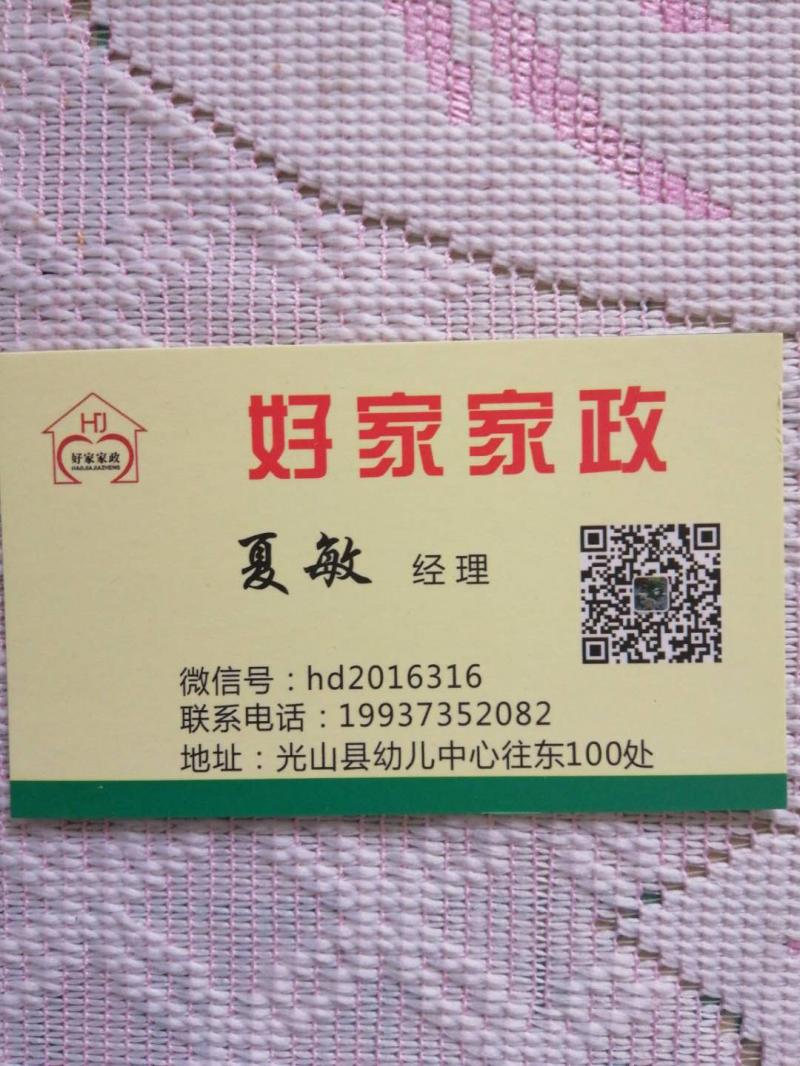 HJ
好家家政
HAOJIAJIAZHENG
好家家政
夏敏 经理
微信号：hd2016316
联系电话：19937352082
地址：光山县幼儿中心往东100处